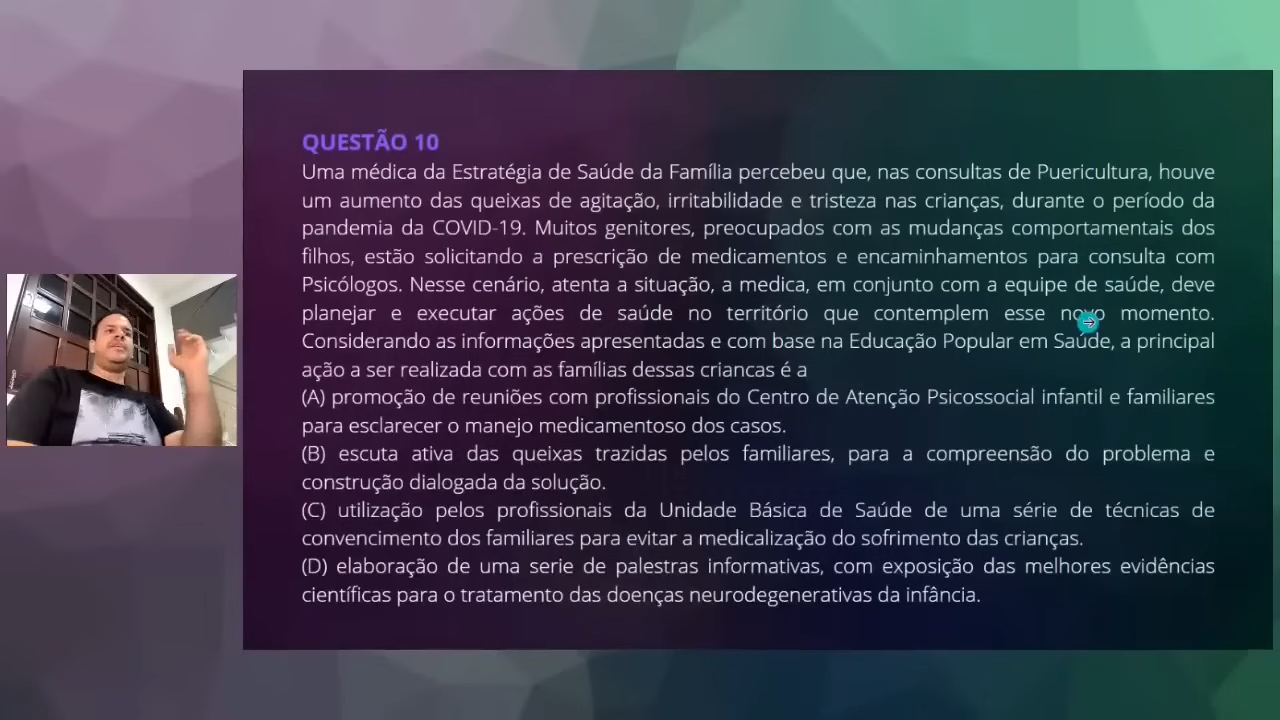 QUESTÃO 10
Uma médica da Estratégia de Saúde da Família percebeu que, nas consultas de Puericultura, houve
um aumento das queixas de agitação, irritabilidade e tristeza nas crianças, durante o período da
pandemia da COVID-19. Muitos genitores, preocupados com as mudanças comportamentais dos
filhos, estão solicitando a prescrição de medicamentos e encaminhamentos para consulta com
Psicólogos. Nesse cenário, atenta a situação, a medica, em conjunto com a equipe de saúde, deve
planejar e executar ações de saúde no território que contemplem esse novo momento.
Considerando as informações apresentadas e com base na Educação Popular em Saúde, a principal
ação a ser realizada com as famílias dessas criancas é a
(A) promoção de reuniões com profissionais do Centro de Atenção Psicossocial infantil e familiares
para esclarecer o manejo medicamentoso dos casos.
(B) escuta ativa das queixas trazidas pelos familiares, para a compreensão do problema e
construção dialogada da solução.
(C) utilização pelos profissionais da Unidade Básica de Saúde de uma série de técnicas de
convencimento dos familiares para evitar a medicalização do sofrimento das crianças.
(D) elaboração de uma serie de palestras informativas, com exposição das melhores evidências
científicas para o tratamento das doenças neurodegenerativas da infância.